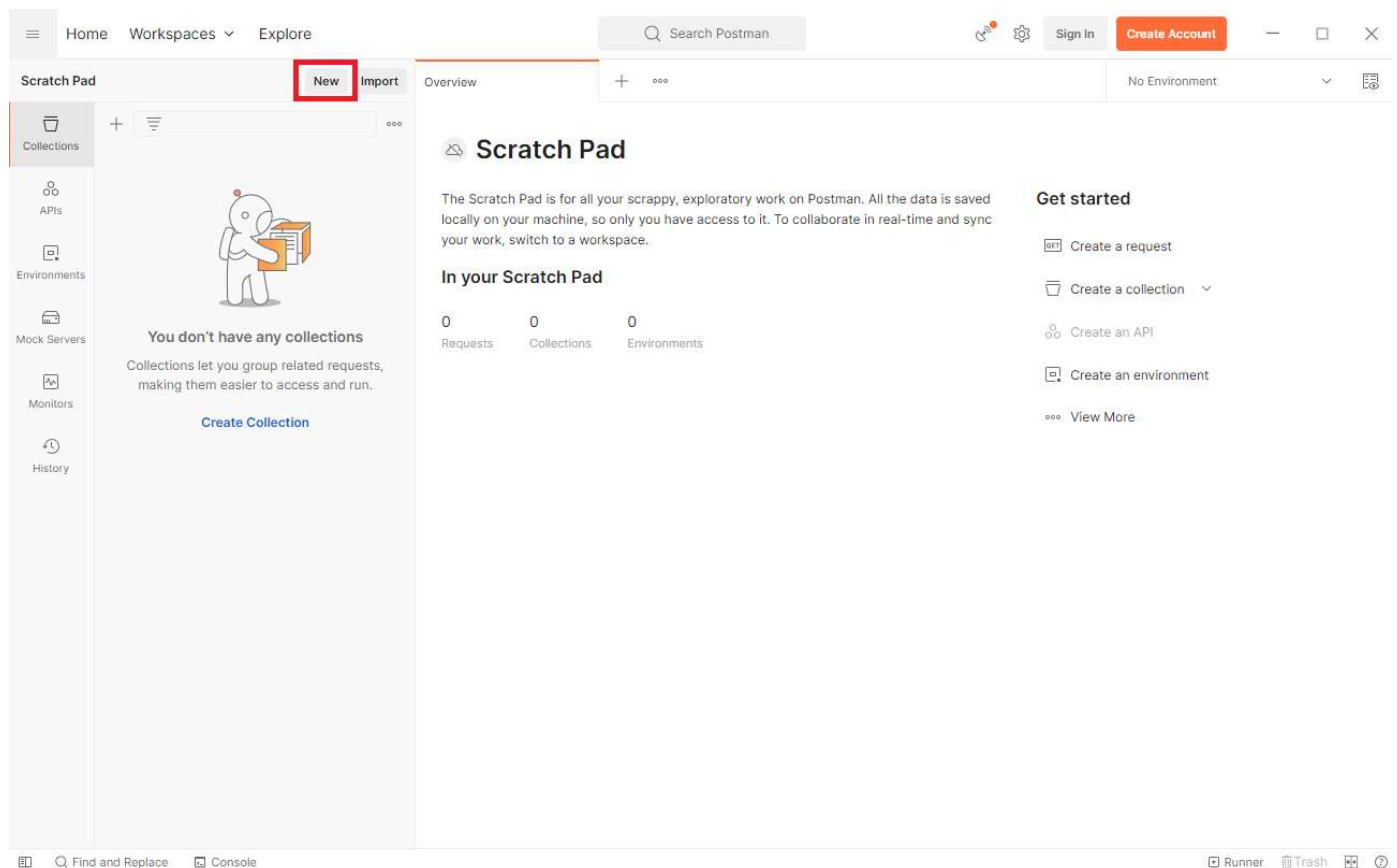 Home Workspaces Explore
Search Postman
Sign In
Create Account
Scratch Pad
New
Import
Overview
No Environment
Collections
APIs
Environments
Mock Servers
Monitors
History
You don't have any collections
Collections let you group related requests,
making them easier to access and run.
Create Collection
Scratch Pad
The Scratch Pad is for all your scrappy, exploratory work on Postman. All the data is saved
locally on your machine, so only you have access to it. To collaborate in real-time and sync
your work, switch to a workspace.
In your Scratch Pad
0 0 0
Requests Collections Environments
Get started
GET Create a request
Create a collection
Create an API
Create an environment
View More
Find and Replace Console
Runner Trash